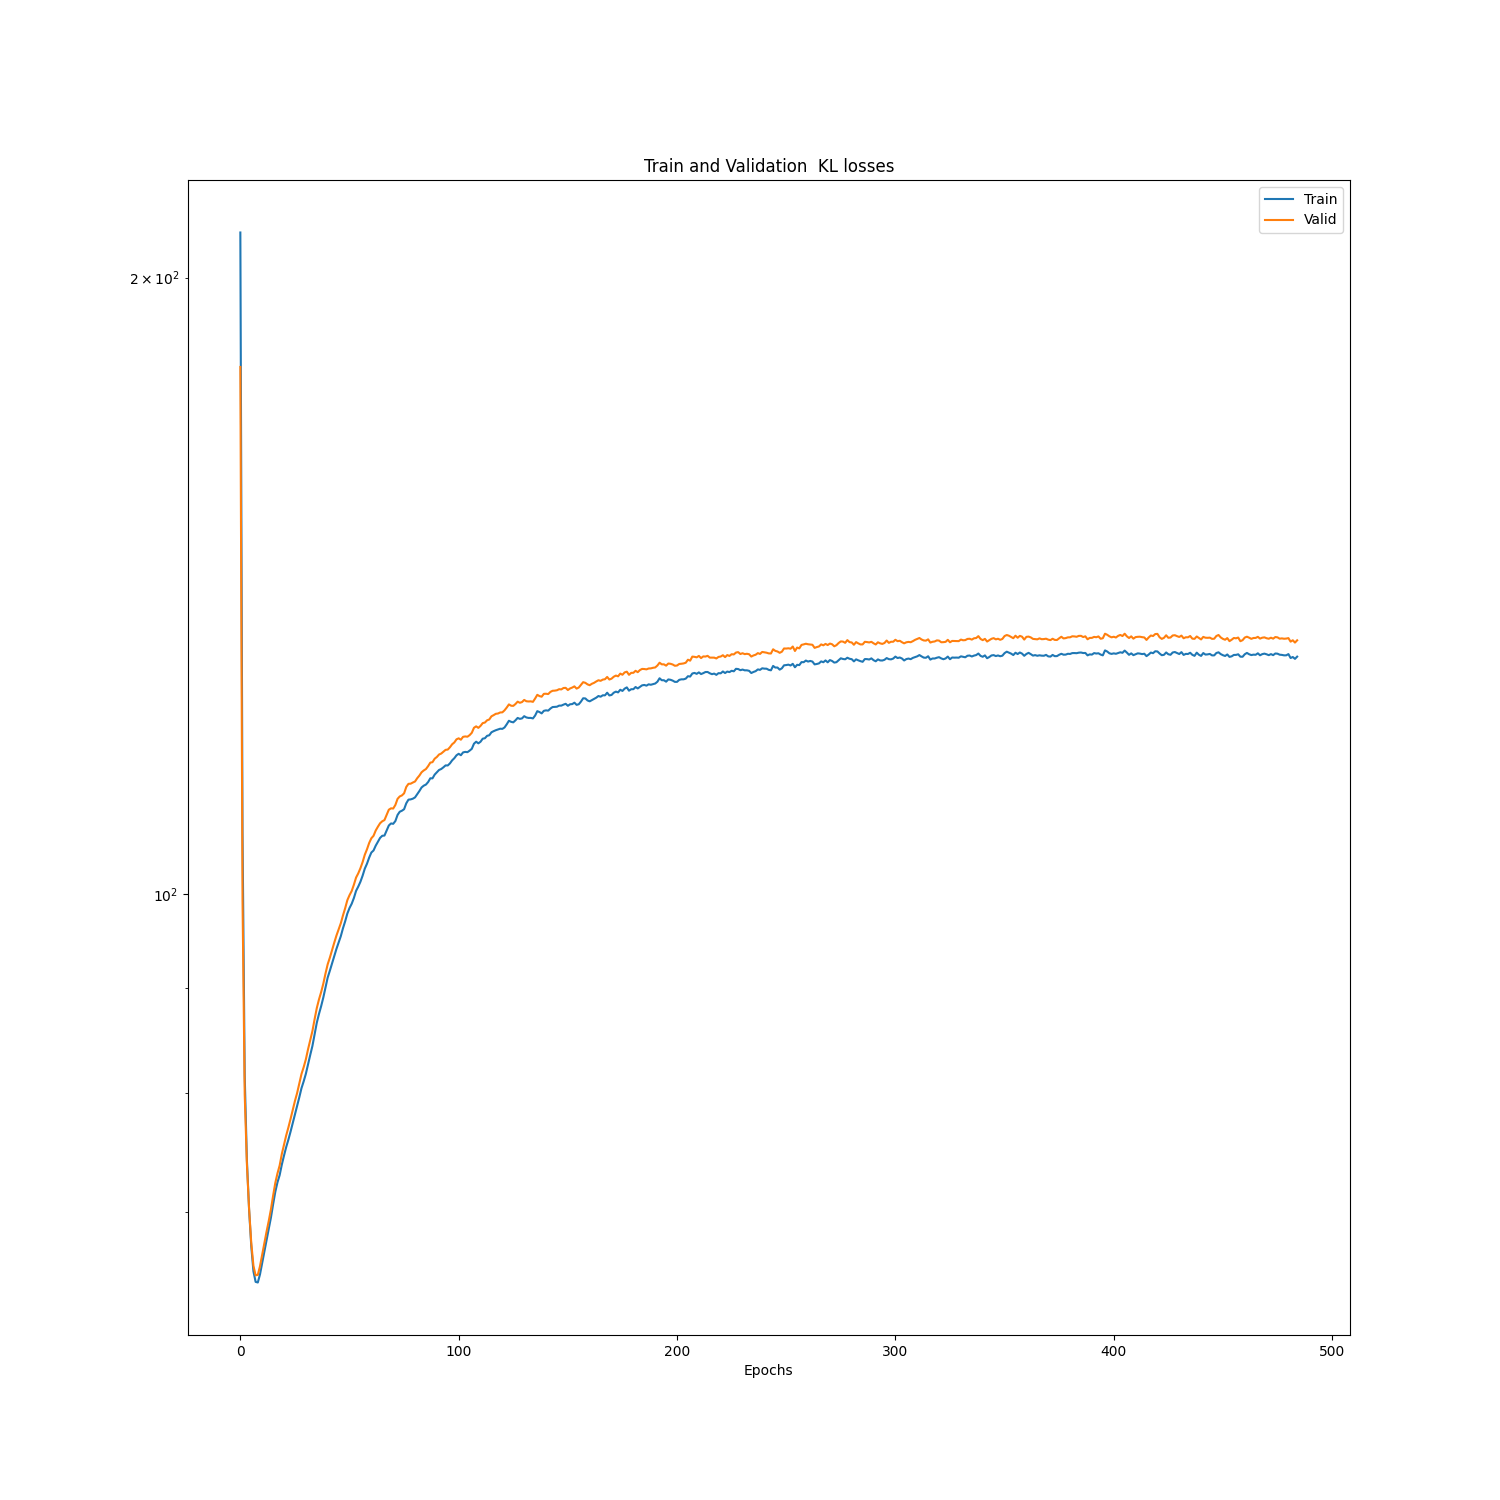 Train and Validation  KL losses
Train
Valid
2 × 10²
10²
0 100 200 300 400 500
Epochs